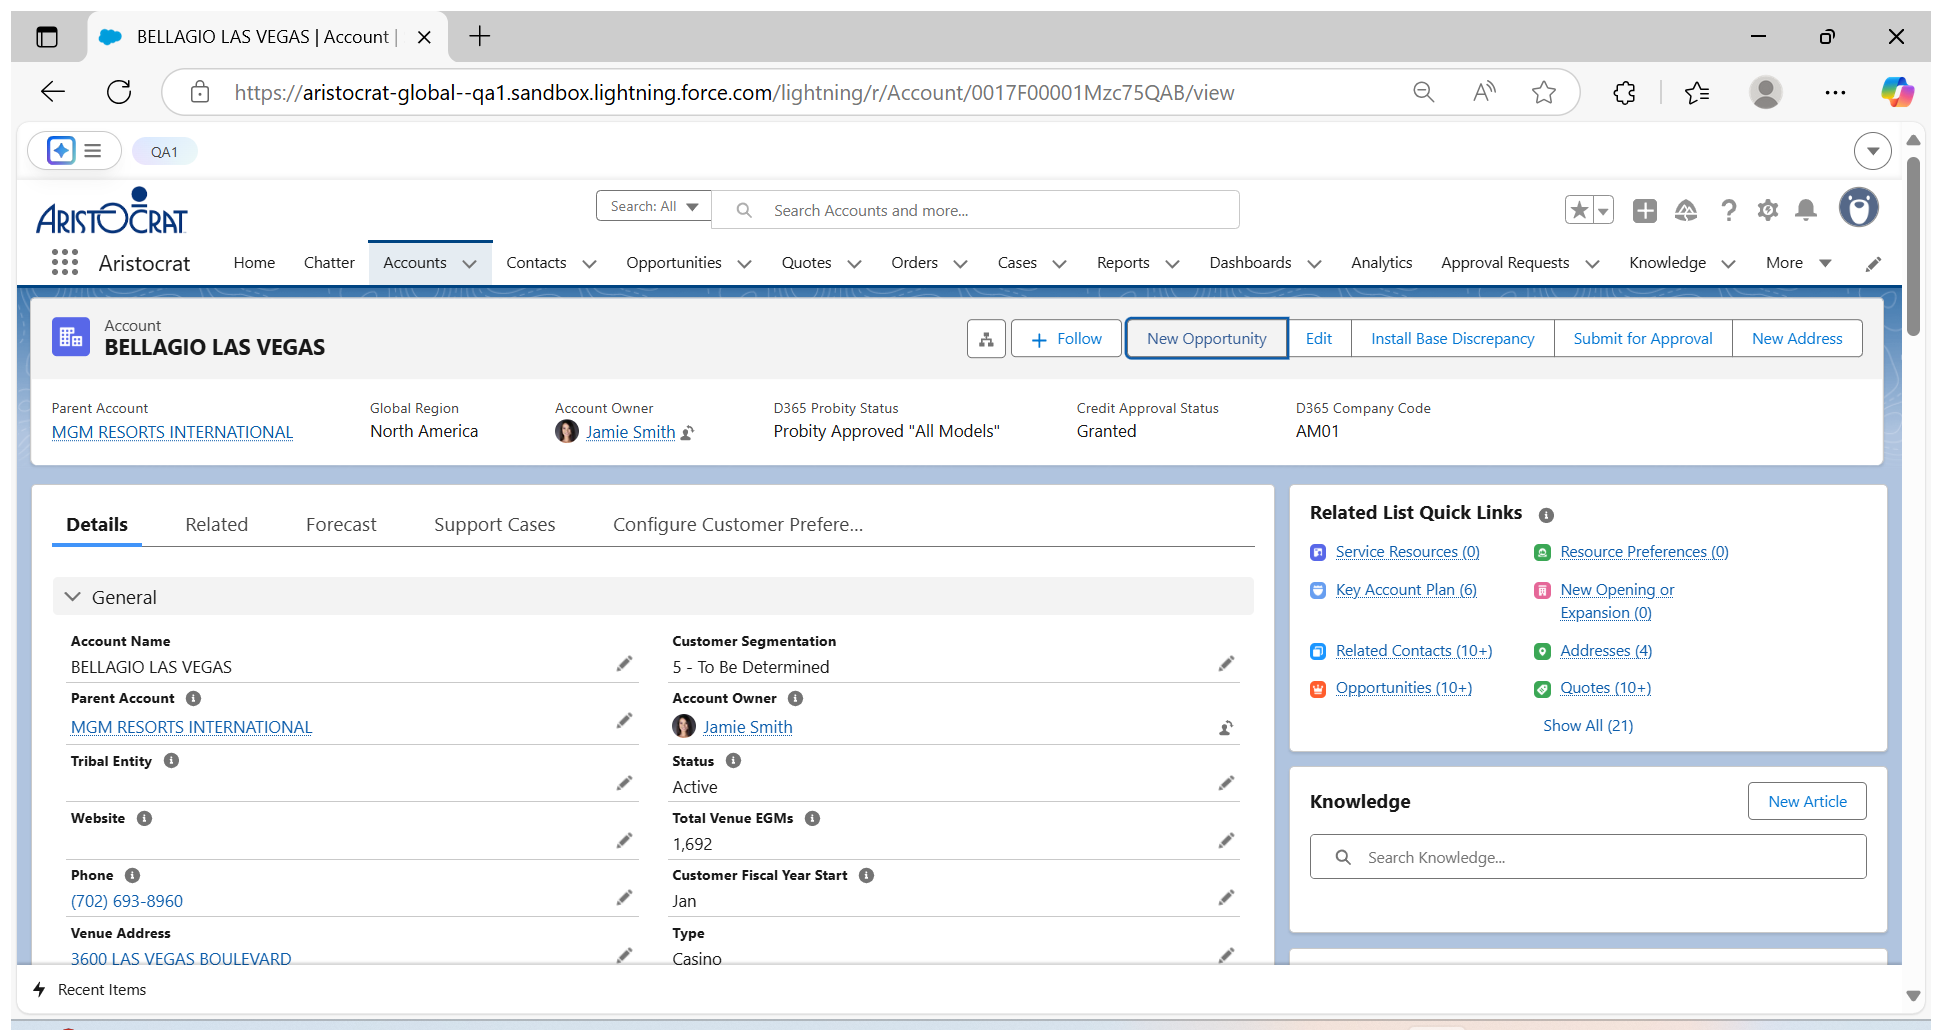 BELLAGIO LAS VEGAS | Account |
https://aristocrat-global--qa1.sandbox.lightning.force.com/lightning/r/Account/0017F00001Mzc75QAB/view
QA1
ARISTOCRAT
Search: All
Search Accounts and more...
Aristocrat Home Chatter Accounts Contacts Opportunities Quotes Orders Cases Reports Dashboards Analytics Approval Requests Knowledge More
Account
BELLAGIO LAS VEGAS
Follow New Opportunity Edit Install Base Discrepancy Submit for Approval New Address
Parent Account Global Region Account Owner D365 Probity Status Credit Approval Status D365 Company Code
MGM RESORTS INTERNATIONAL North America Jamie Smith Probity Approved "All Models" Granted AM01
Details Related Forecast Support Cases Configure Customer Prefere...
General
Account Name
BELLAGIO LAS VEGAS
Customer Segmentation
5 - To Be Determined
Parent Account
MGM RESORTS INTERNATIONAL
Account Owner
Jamie Smith
Tribal Entity
Status
Active
Website
Total Venue EGMs
1,692
Phone
(702) 693-8960
Customer Fiscal Year Start
Jan
Venue Address
3600 LAS VEGAS BOULEVARD
Type
Casino
Related List Quick Links
Service Resources (0)
Resource Preferences (0)
Key Account Plan (6)
New Opening or
Expansion (0)
Related Contacts (10+)
Addresses (4)
Opportunities (10+)
Quotes (10+)
Show All (21)
Knowledge
New Article
Search Knowledge...
Recent Items